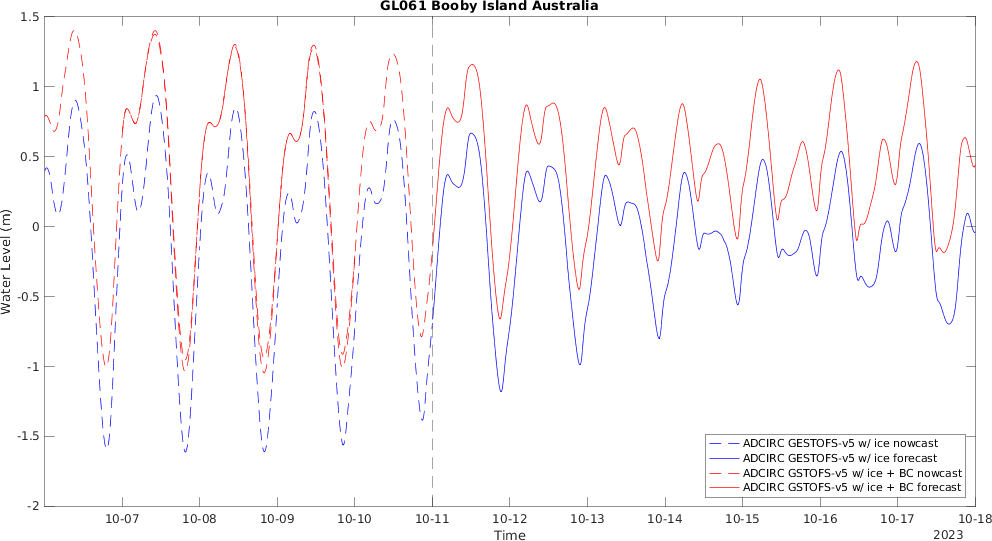 GL061 Booby Island Australia
1.5
1
0.5
0
-0.5
-1
-1.5
-2
Water Level (m)
10-07 10-08 10-09 10-10 10-11 10-12 10-13 10-14 10-15 10-16 10-17 10-18
Time
2023
ADCIRC GESTOFS-v5 w/ ice nowcast
ADCIRC GESTOFS-v5 w/ ice forecast
ADCIRC GSTOFS-v5 w/ ice + BC nowcast
ADCIRC GSTOFS-v5 w/ ice + BC forecast